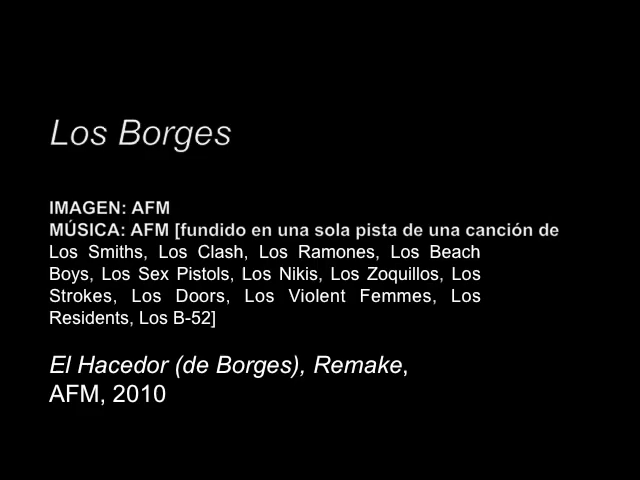 Los Borges
IMAGEN: AFM
MÚSICA: AFM [fundido en una sola pista de una canción de
Los Smiths, Los Clash, Los Ramones, Los Beach
Boys, Los Sex Pistols, Los Nikis, Los Zoquillos, Los
Strokes, Los Doors, Los Violent Femmes, Los
Residents, Los B-52]
El Hacedor (de Borges), Remake,
AFM, 2010